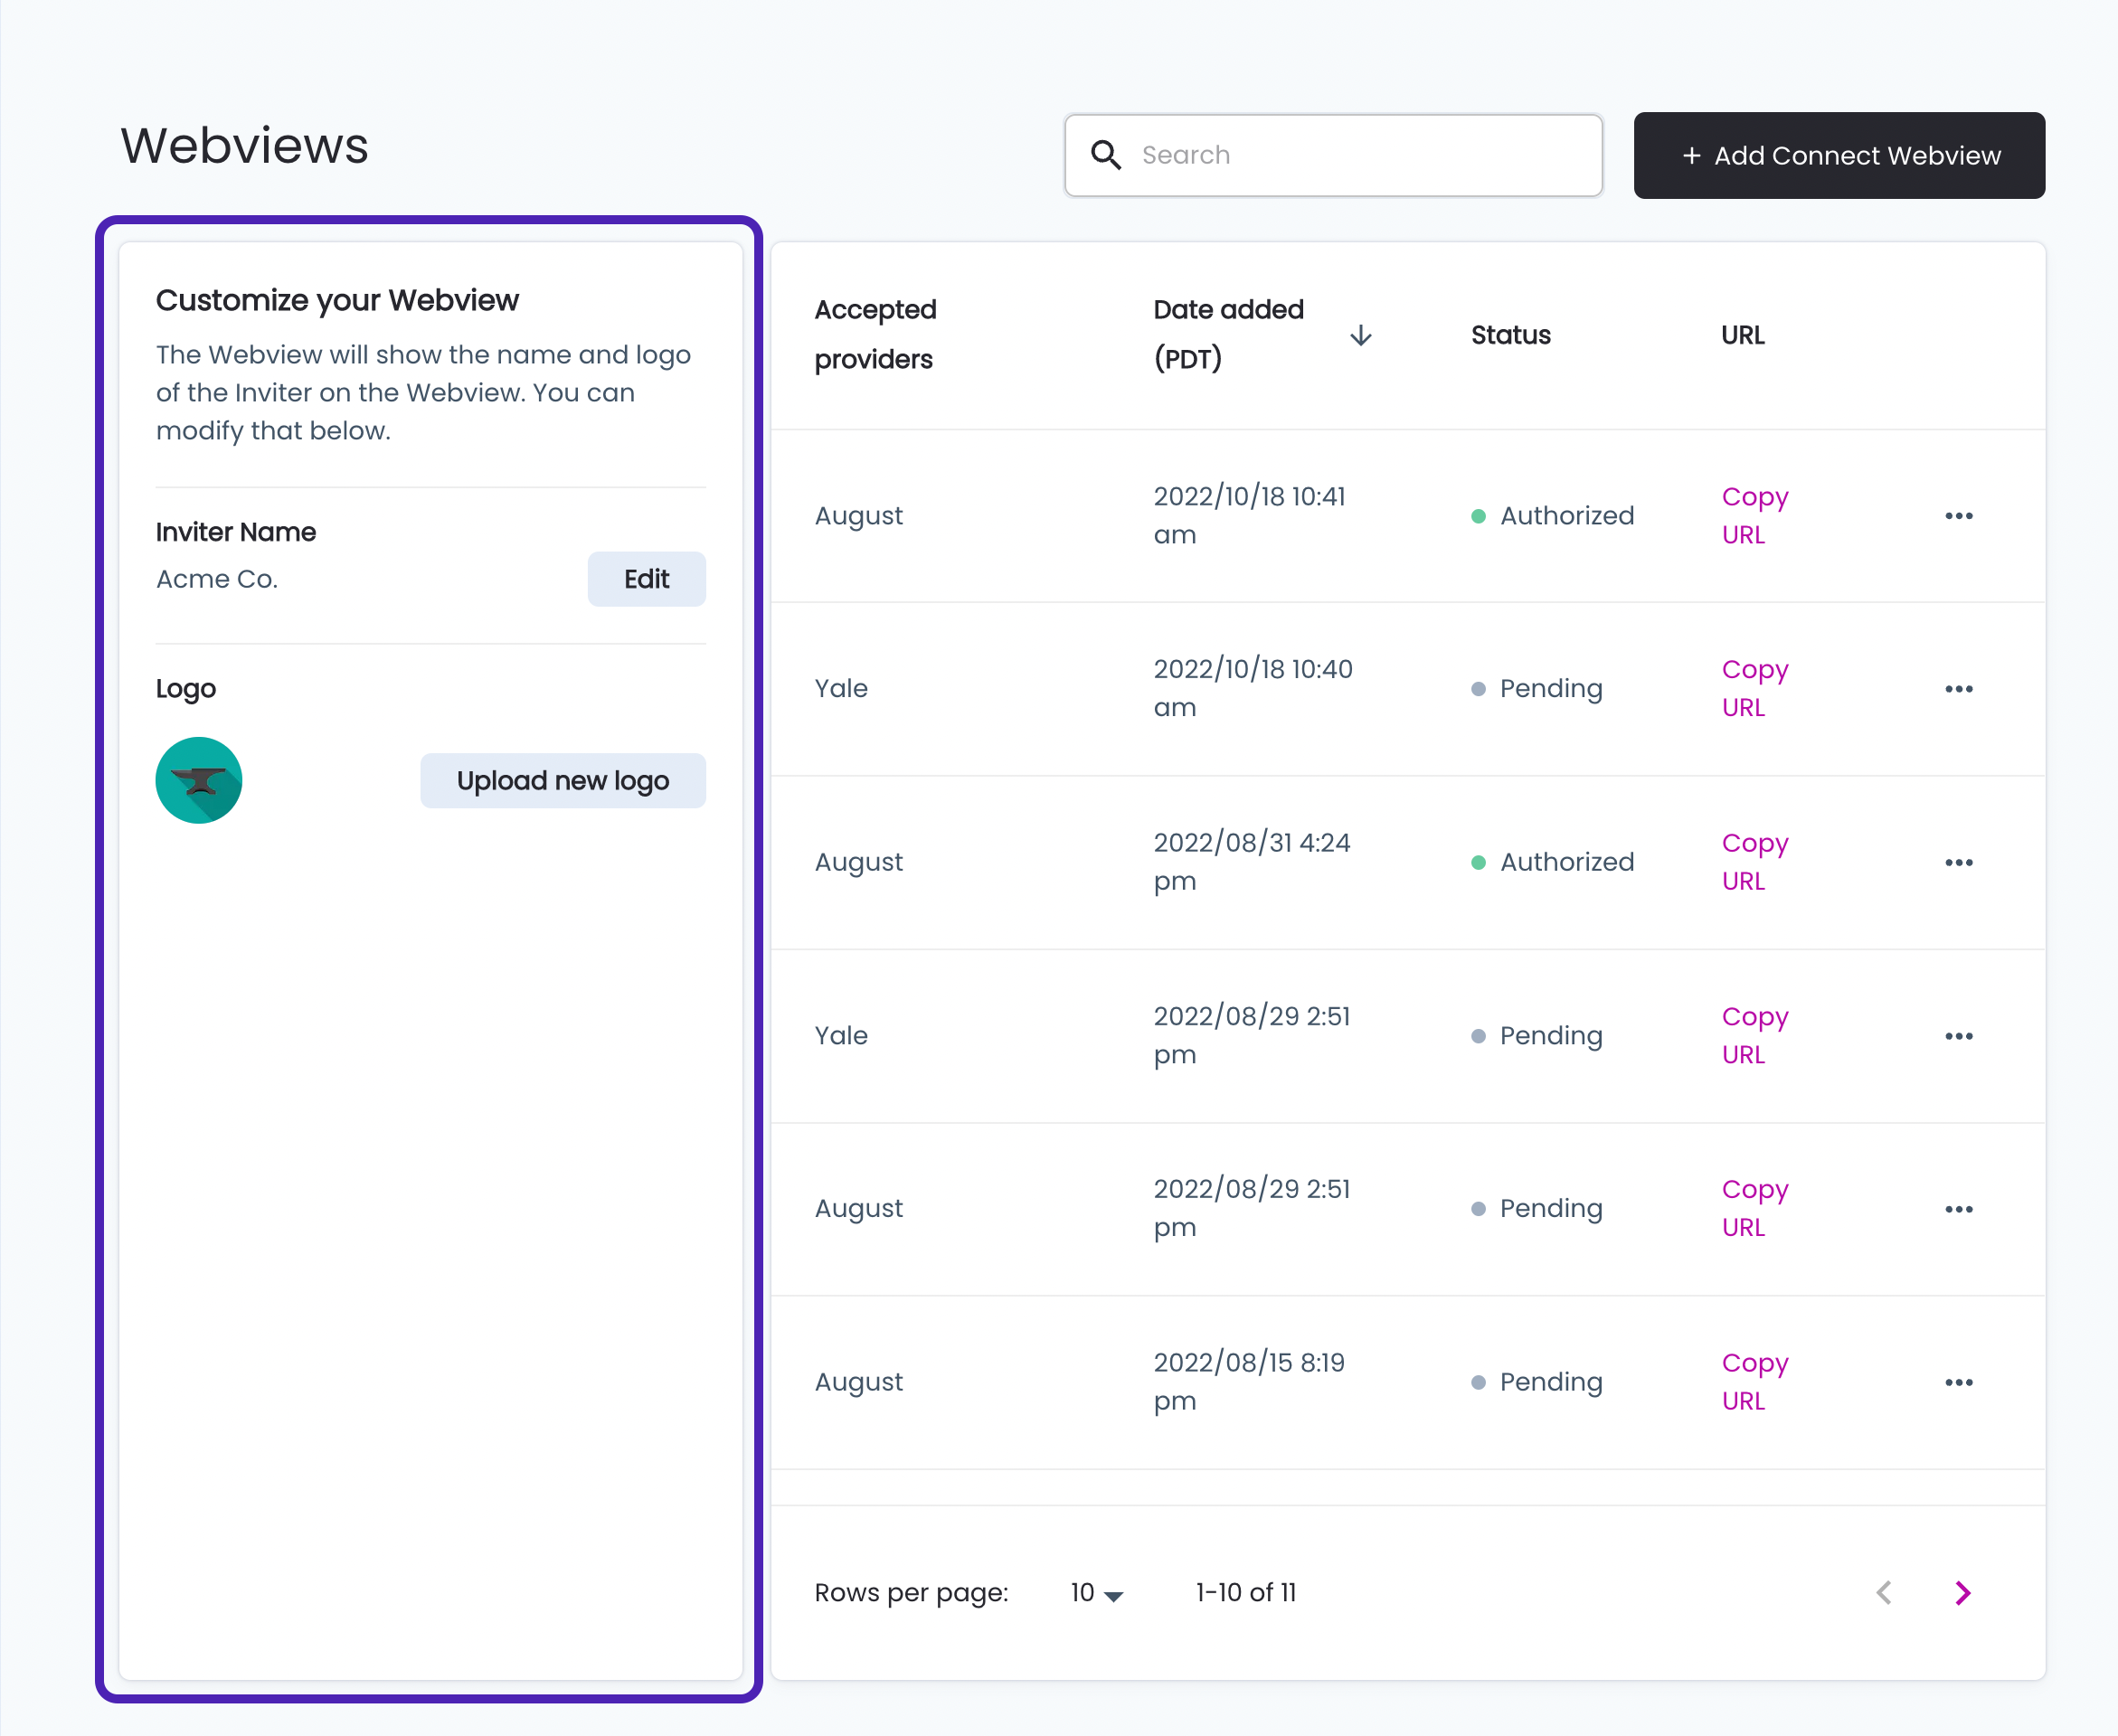 Webviews
Search
+ Add Connect Webview
Customize your Webview
The Webview will show the name and logo
of the Inviter on the Webview. You can
modify that below.
Inviter Name
Acme Co.
Edit
Logo
Upload new logo
Accepted
providers
Date added
(PDT)
Status
URL
August
2022/10/18 10:41
am
Authorized
Copy
URL
Yale
2022/10/18 10:40
am
Pending
Copy
URL
August
2022/08/31 4:24
pm
Authorized
Copy
URL
Yale
2022/08/29 2:51
pm
Pending
Copy
URL
August
2022/08/29 2:51
pm
Pending
Copy
URL
August
2022/08/15 8:19
pm
Pending
Copy
URL
Rows per page:
10
1-10 of 11